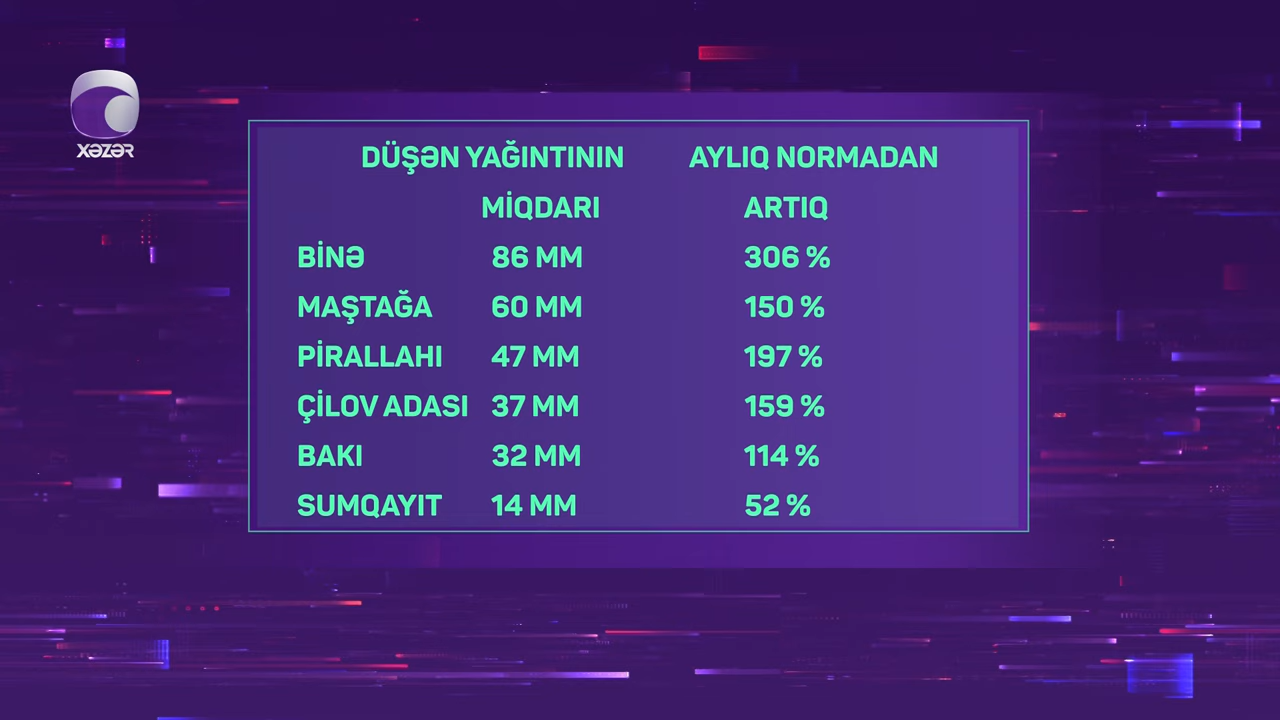 XƏZƏR
DÜŞƏN YAĞINTININ AYLIQ NORMADAN
MİQDARI ARTIQ
BİNƏ 86 MM 306 %
MAŞTAĞA 60 MM 150 %
PİRALLAHI 47 MM 197 %
ÇİLOV ADASI 37 MM 159 %
BAKI 32 MM 114 %
SUMQAYIT 14 MM 52 %